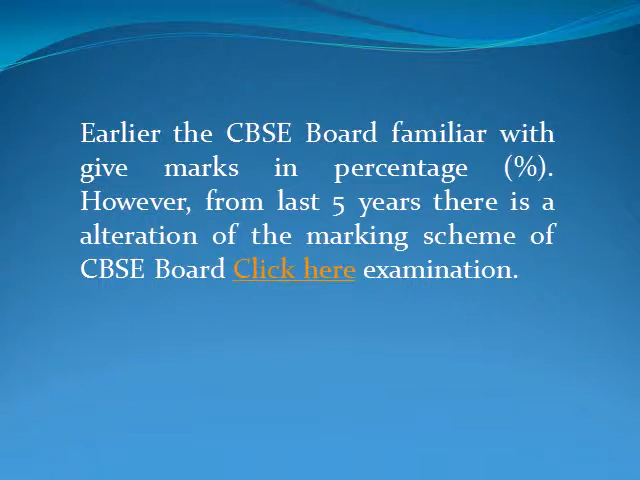 Earlier the CBSE Board familiar with
give marks in percentage (%).
However, from last 5 years there is a
alteration of the marking scheme of
CBSE Board Click here examination.